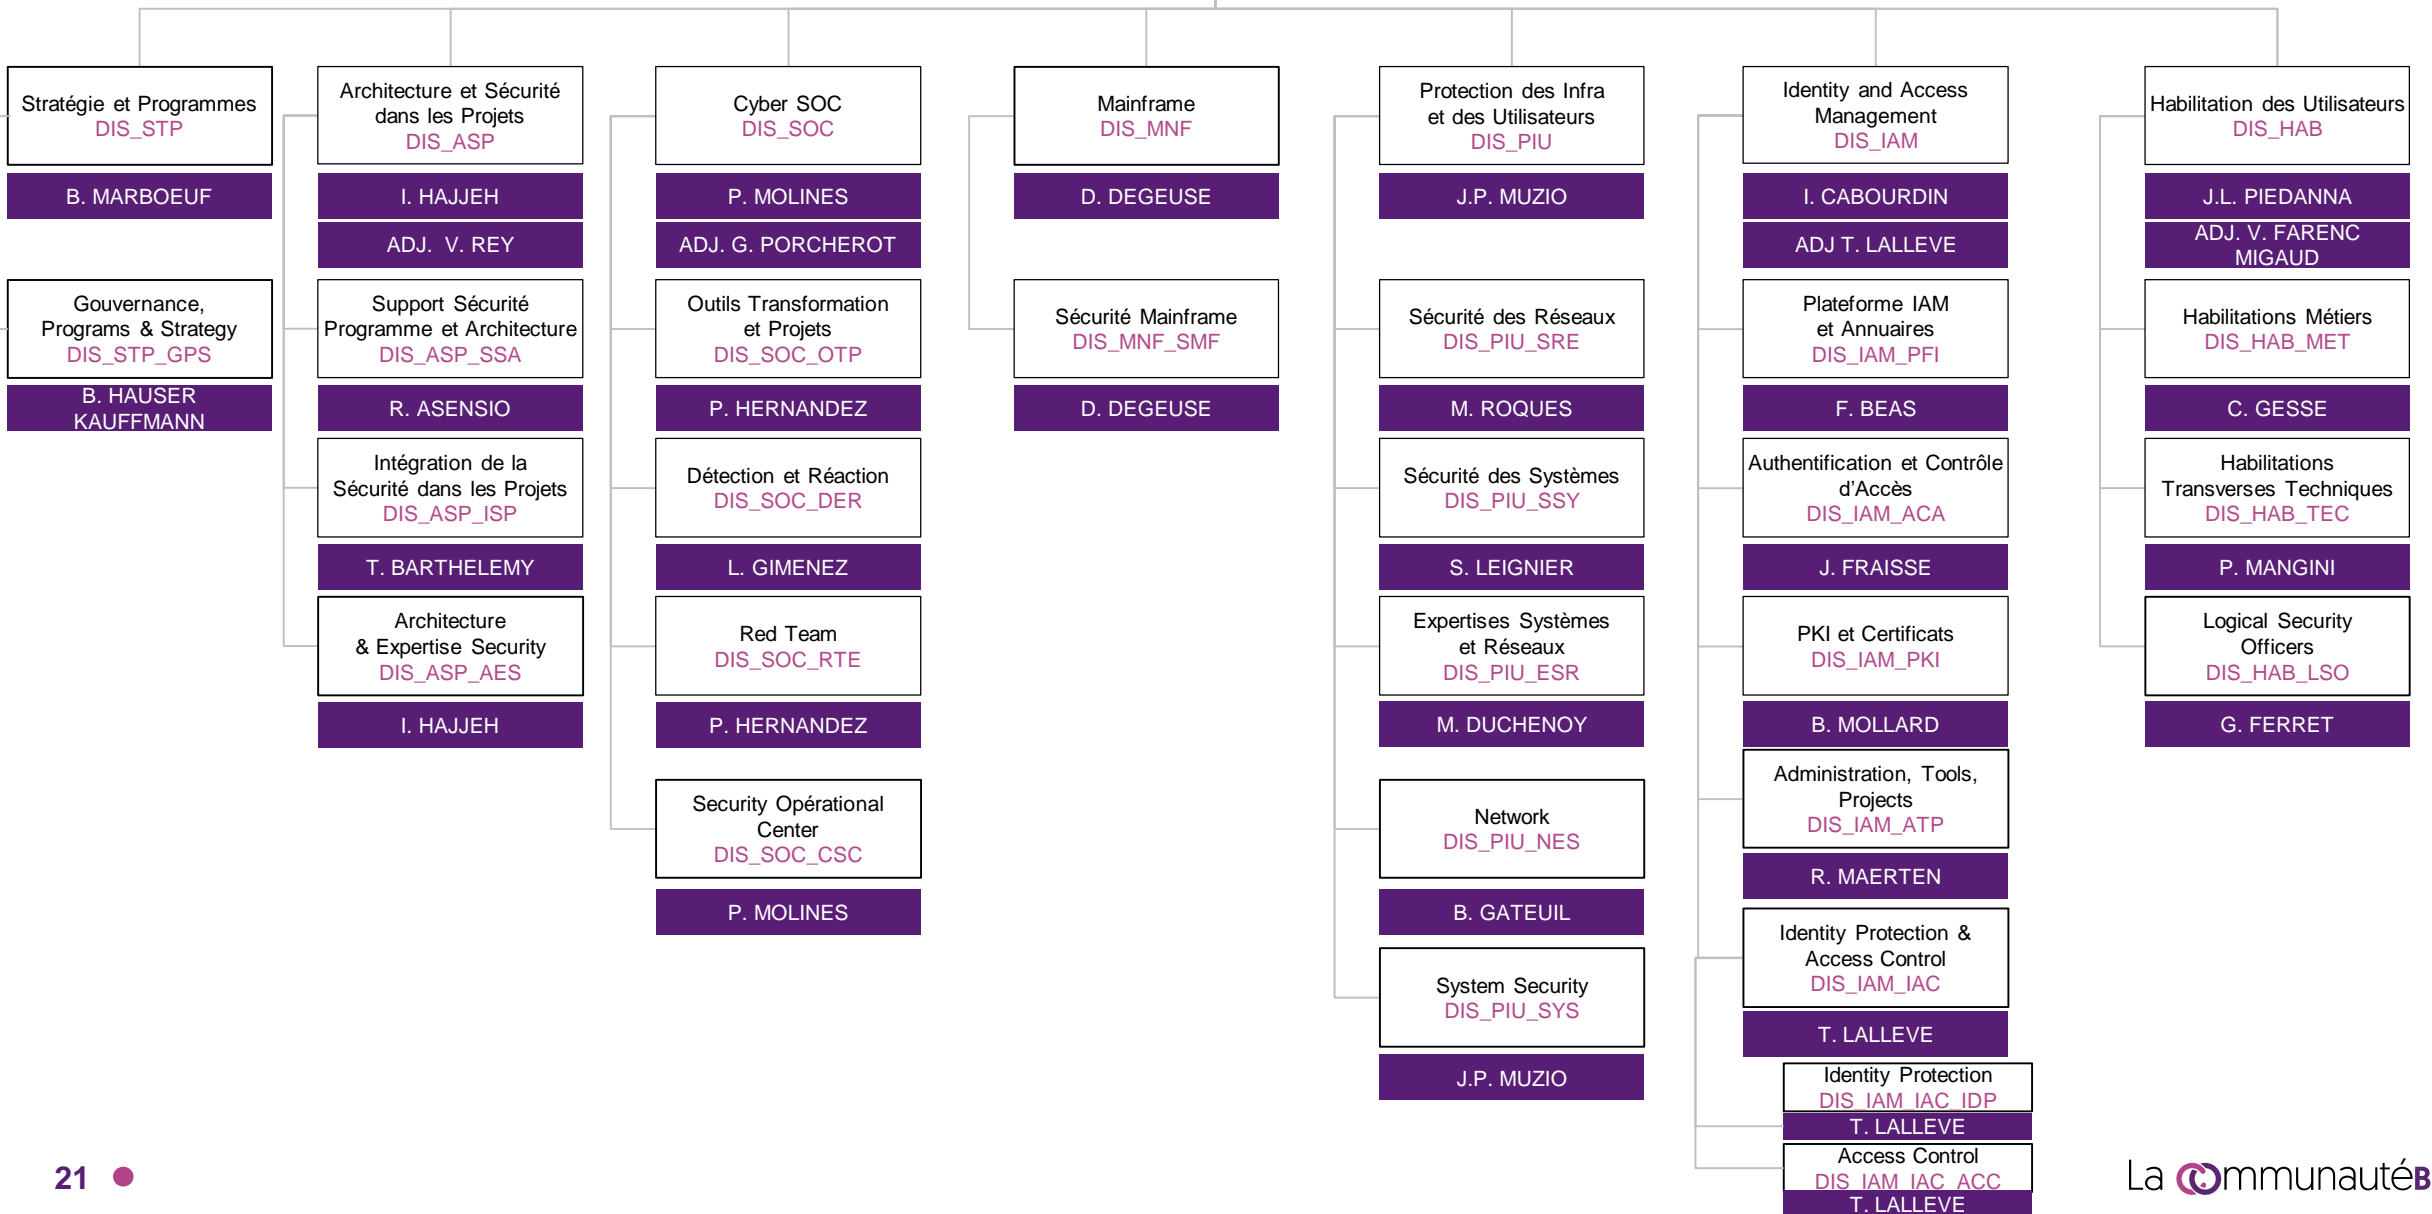 Stratégie et Programmes
DIS_STP
B. MARBOEUF
Gouvernance,
Programs & Strategy
DIS_STP_GPS
B. HAUSER
KAUFFMANN
Architecture et Sécurité
dans les Projets
DIS_ASP
I. HAJJEH
ADJ. V. REY
Support Sécurité
Programme et Architecture
DIS_ASP_SSA
R. ASENSIO
Intégration de la
Sécurité dans les Projets
DIS_ASP_ISP
T. BARTHELEMY
Architecture
& Expertise Security
DIS_ASP_AES
I. HAJJEH
Cyber SOC
DIS_SOC
P. MOLINES
ADJ. G. PORCHEROT
Outils Transformation
et Projets
DIS_SOC_OTP
P. HERNANDEZ
Détection et Réaction
DIS_SOC_DER
L. GIMENEZ
Red Team
DIS_SOC_RTE
P. HERNANDEZ
Security Opérational
Center
DIS_SOC_CSC
P. MOLINES
Mainframe
DIS_MNF
D. DEGEUSE
Sécurité Mainframe
DIS_MNF_SMF
D. DEGEUSE
Protection des Infra
et des Utilisateurs
DIS_PIU
J.P. MUZIO
Sécurité des Réseaux
DIS_PIU_SRE
M. ROQUES
Sécurité des Systèmes
DIS_PIU_SSY
S. LEIGNIER
Expertises Systèmes
et Réseaux
DIS_PIU_ESR
M. DUCHENOY
Network
DIS_PIU_NES
B. GATEUIL
System Security
DIS_PIU_SYS
J.P. MUZIO
Identity and Access
Management
DIS_IAM
I. CABOURDIN
ADJ T. LALLEVE
Plateforme IAM
et Annuaires
DIS_IAM_PFI
F. BEAS
Authentification et Contrôle
d'Accès
DIS_IAM_ACA
J. FRAISSE
PKI et Certificats
DIS_IAM_PKI
B. MOLLARD
Administration, Tools,
Projects
DIS_IAM_ATP
R. MAERTEN
Identity Protection &
Access Control
DIS_IAM_IAC
T. LALLEVE
Identity Protection
DIS_IAM_IAC_IDP
T. LALLEVE
Access Control
DIS_IAM_IAC_ACC
T. LALLEVE
Habilitation des Utilisateurs
DIS_HAB
J.L. PIEDANNA
ADJ. V. FARENC
MIGAUD
Habilitations Métiers
DIS_HAB_MET
C. GESSE
Habilitations
Transverses Techniques
DIS_HAB_TEC
P. MANGINI
Logical Security
Officers
DIS_HAB_LSO
G. FERRET
21
La CommunautéB